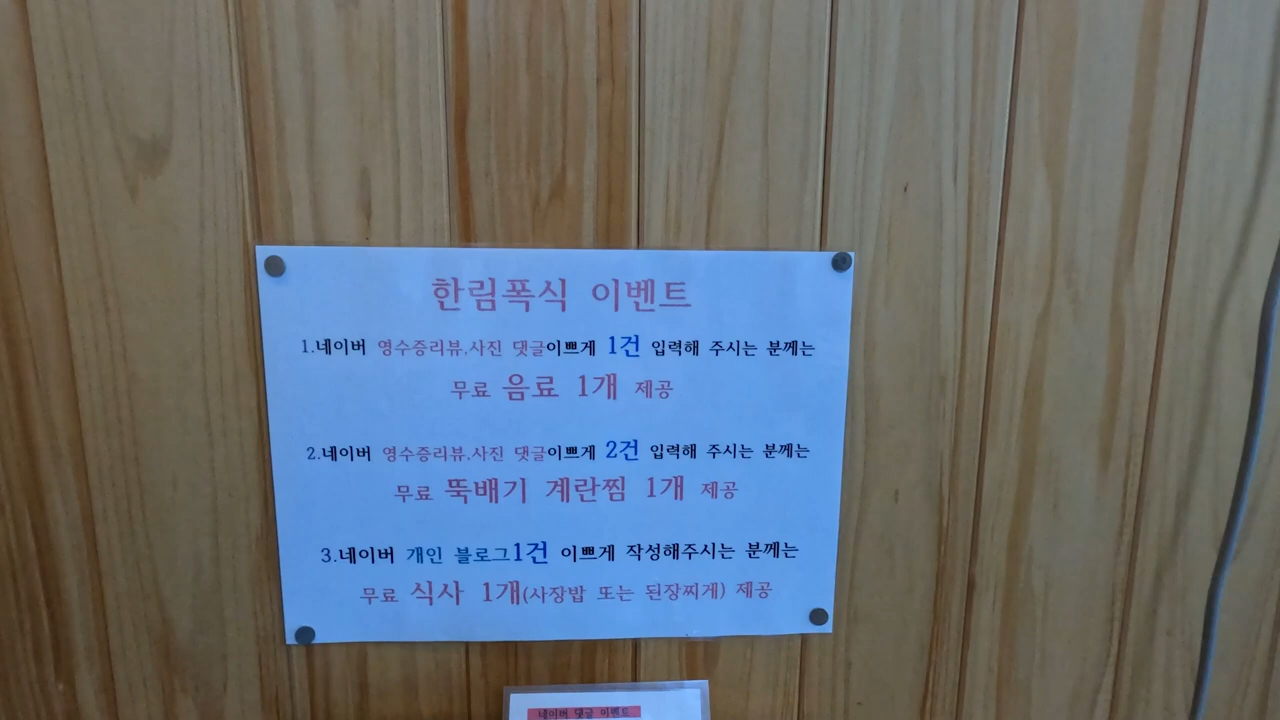 한림폭식 이벤트
1.네이버 영수증리뷰,사진 댓글이쁘게 1건 입력해 주시는 분께는
무료 음료 1개 제공
2.네이버 영수증리뷰,사진 댓글이쁘게 2건 입력해 주시는 분께는
무료 뚝배기 계란찜 1개 제공
3.네이버 개인 블로그1건 이쁘게 작성해주시는 분께는
무료 식사 1개(사장밥 또는 된장찌게) 제공
네이버 댓글 이벤트